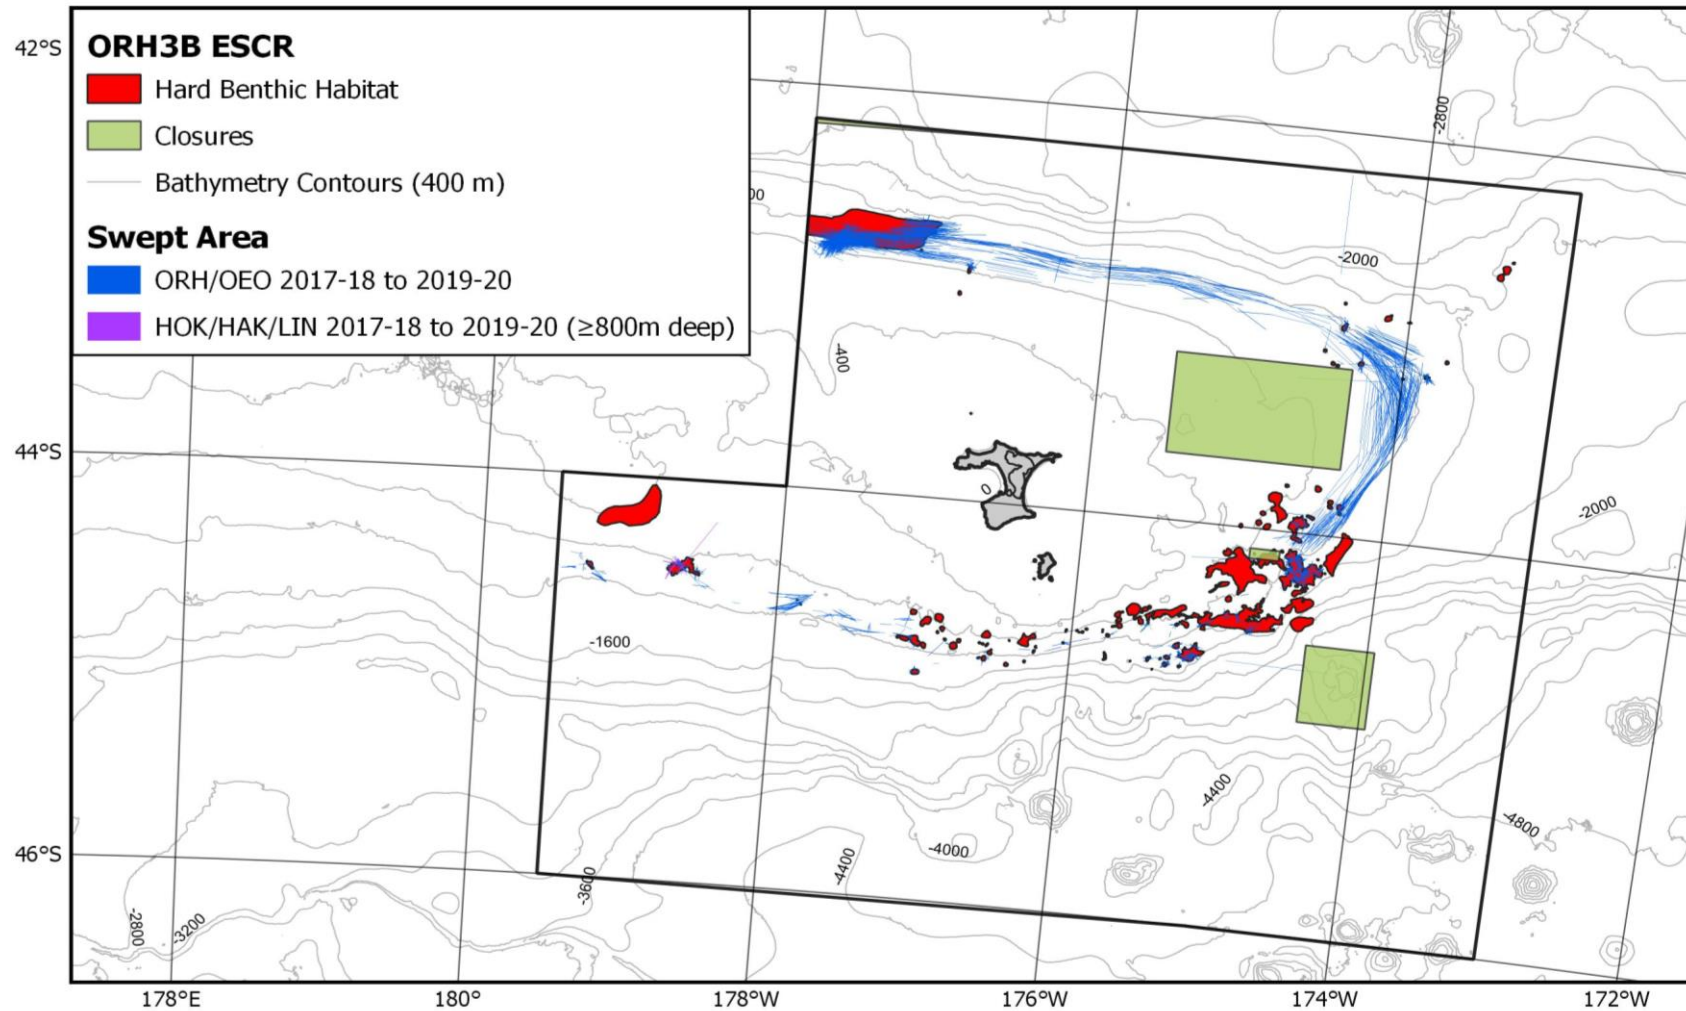 ORH3B ESCR
Hard Benthic Habitat
Closures
Bathymetry Contours (400 m)
Swept Area
ORH/OEO 2017-18 to 2019-20
HOK/HAK/LIN 2017-18 to 2019-20 (≥800m deep)
42°S
44°S
46°S
-2800
00
-2000
-400
0
-2000
-1600
-4400
-4800
-4000
-4400
-3600
-2800
-3200
178°E
180°
178°W
176°W
174°W
172°W